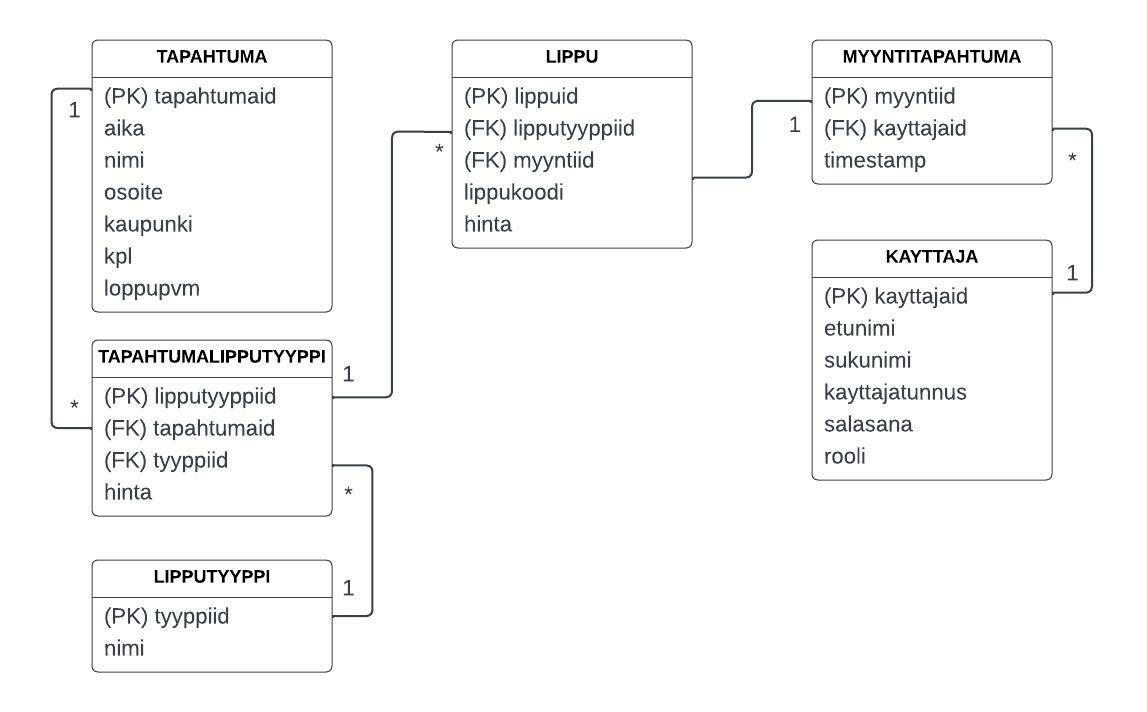 TAPAHTUMA
(PK) tapahtumaid
aika
nimi
osoite
kaupunki
kpl
loppupvm
1
*
TAPAHTUMALIPPUTYYPPI
(PK) lipputyyppiid
(FK) tapahtumaid
(FK) tyyppiid
hinta
1
*
LIPPUTYYPPI
(PK) tyyppiid
nimi
1
LIPPU
(PK) lippuid
(FK) lipputyyppiid
(FK) myyntiid
lippukoodi
hinta
*
1
MYYNTITAPAHTUMA
(PK) myyntiid
(FK) kayttajaid
timestamp
*
KAYTTAJA
(PK) kayttajaid
etunimi
sukunimi
kayttajatunnus
salasana
rooli
1